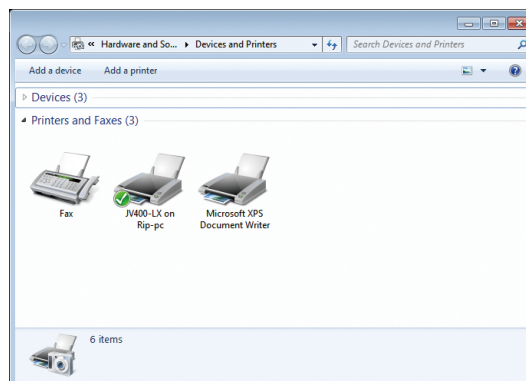 « Hardware and So... ▸ Devices and Printers
Search Devices and Printers
Add a device Add a printer
Devices (3)
Printers and Faxes (3)
Fax
JV400-LX on
Rip-pc
Microsoft XPS
Document Writer
6 items